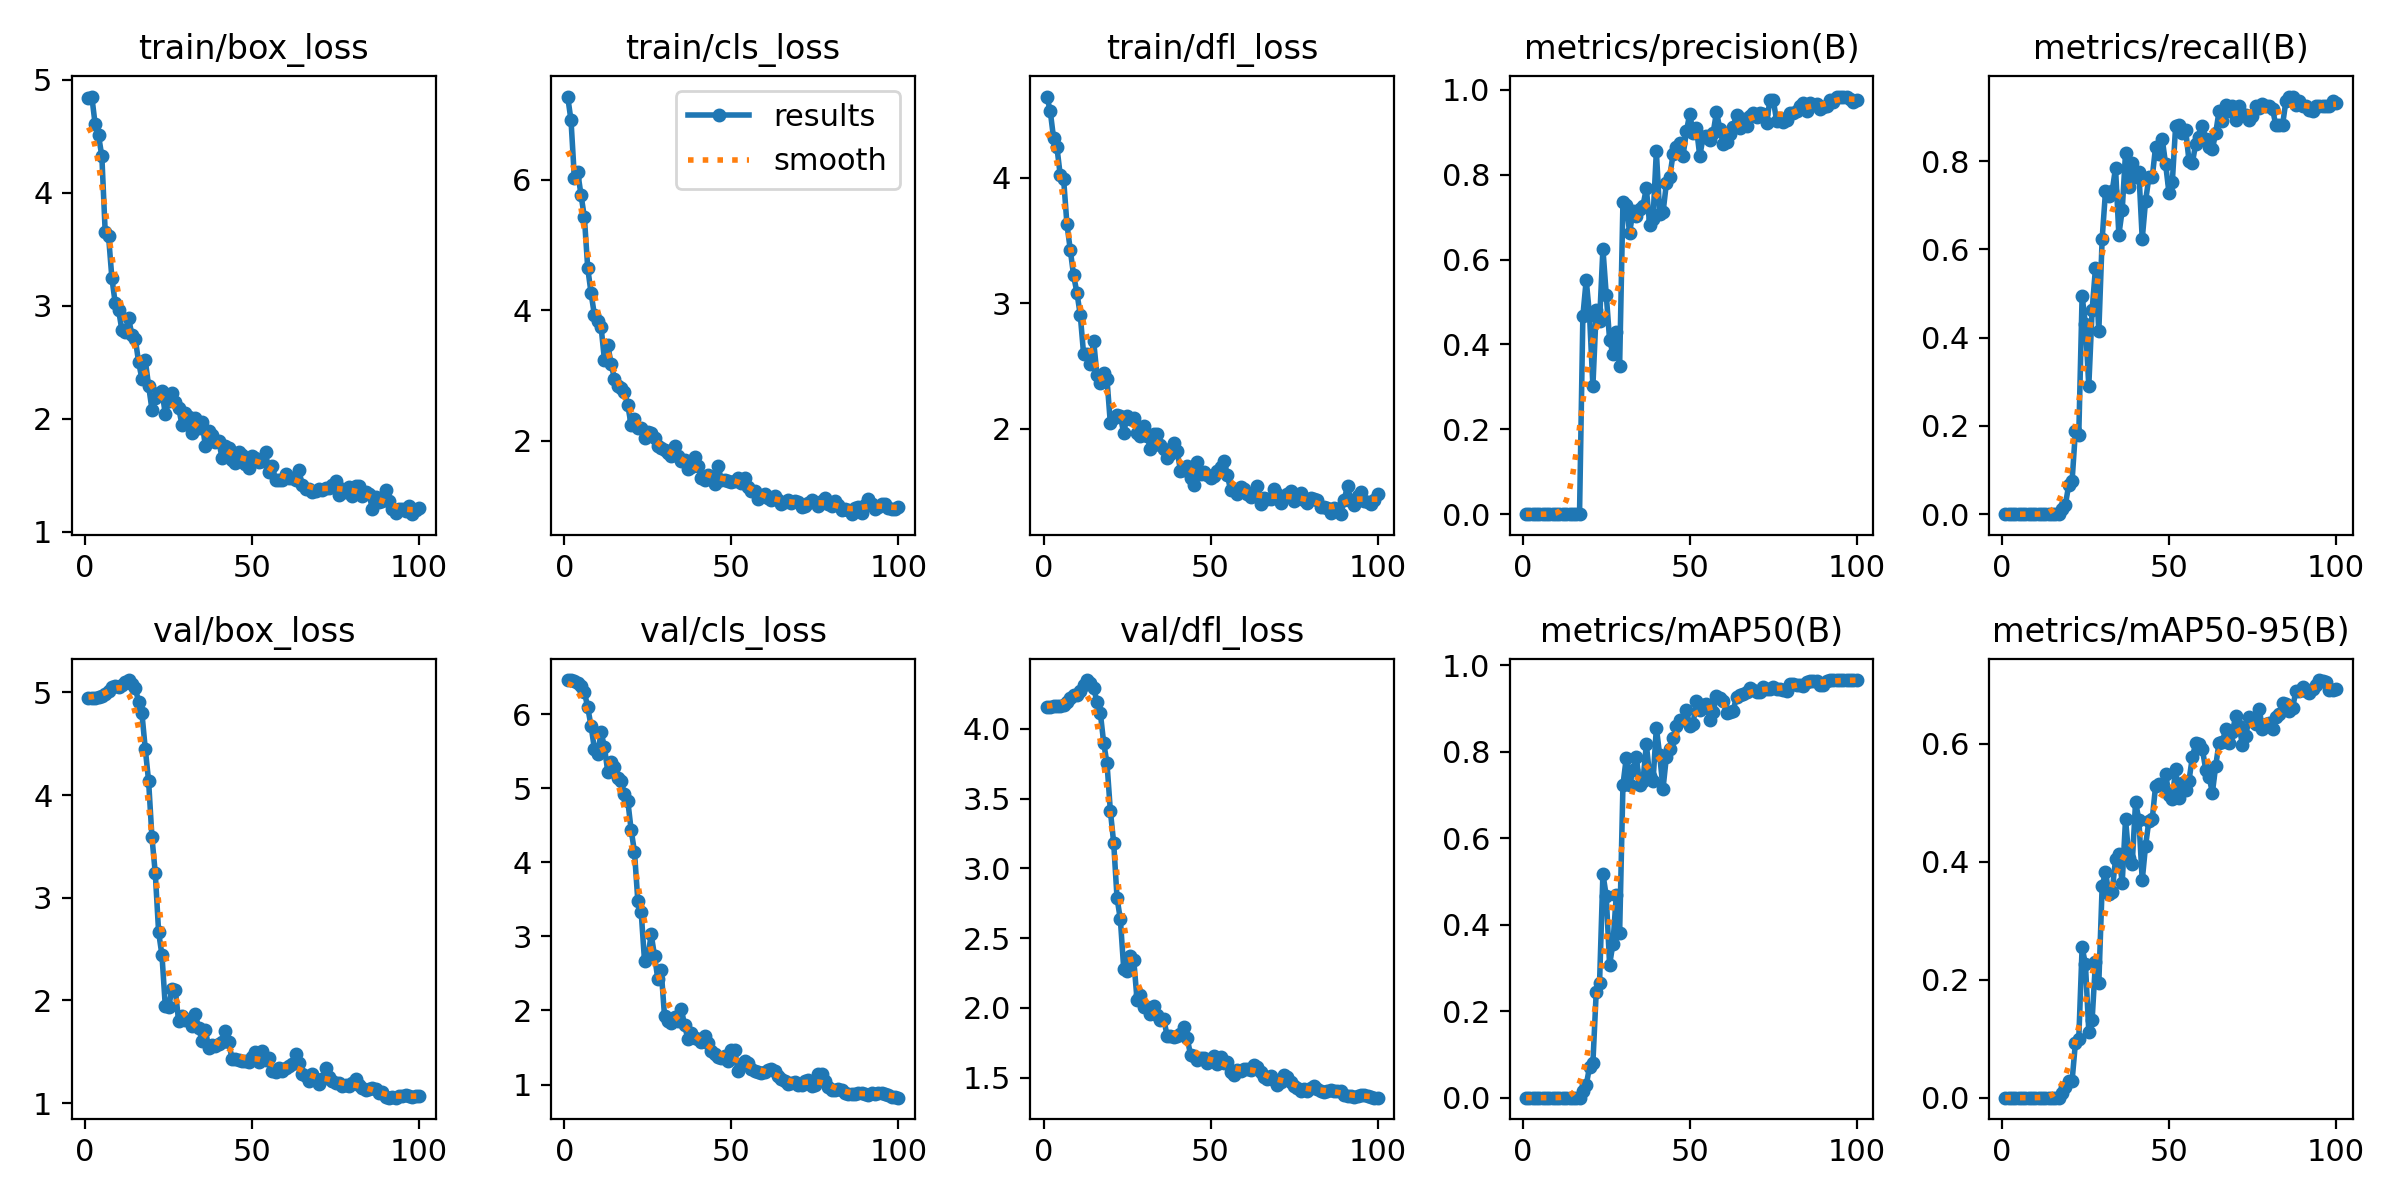 train/box_loss
5
4
3
2
1
0 50 100
train/cls_loss
results
smooth
6
4
2
0 50 100
train/dfl_loss
4
3
2
0 50 100
metrics/precision(B)
1.0
0.8
0.6
0.4
0.2
0.0
0 50 100
metrics/recall(B)
0.8
0.6
0.4
0.2
0.0
0 50 100
val/box_loss
5
4
3
2
1
0 50 100
val/cls_loss
6
5
4
3
2
1
0 50 100
val/dfl_loss
4.0
3.5
3.0
2.5
2.0
1.5
0 50 100
metrics/mAP50(B)
1.0
0.8
0.6
0.4
0.2
0.0
0 50 100
metrics/mAP50-95(B)
0.6
0.4
0.2
0.0
0 50 100